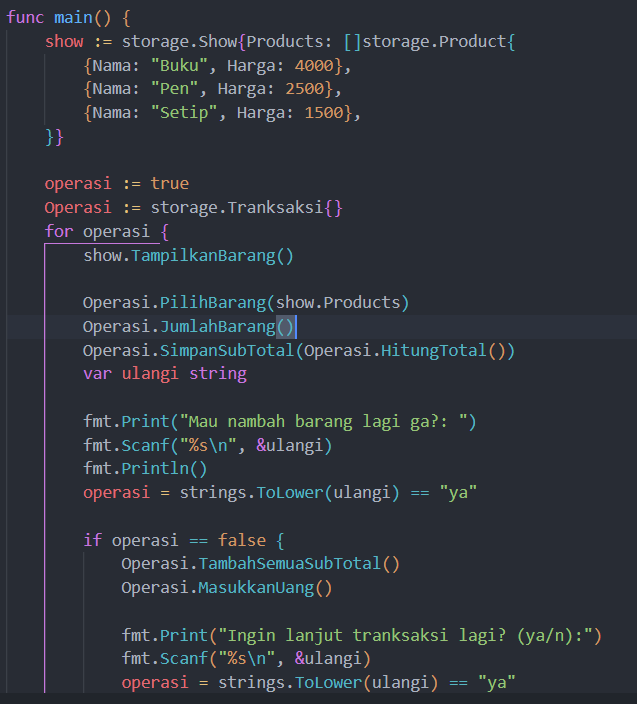 func main() {
show := storage.Show{Products: []storage.Product{
{Nama: "Buku", Harga: 4000},
{Nama: "Pen", Harga: 2500},
{Nama: "Setip", Harga: 1500},
}}
operasi := true
Operasi := storage.Tranksaksi{}
for operasi {
show.TampilkanBarang()
Operasi.PilihBarang(show.Products)
Operasi.JumlahBarang()
Operasi.SimpanSubTotal(Operasi.HitungTotal())
var ulangi string
fmt.Print("Mau nambah barang lagi ga?: ")
fmt.Scanf("%s\n", &ulangi)
fmt.Println()
operasi = strings.ToLower(ulangi) == "ya"
if operasi == false {
Operasi.TambahSemuaSubTotal()
Operasi.MasukkanUang()
fmt.Print("Ingin lanjut tranksaksi lagi? (ya/n):")
fmt.Scanf("%s\n", &ulangi)
operasi = strings.ToLower(ulangi) == "ya"